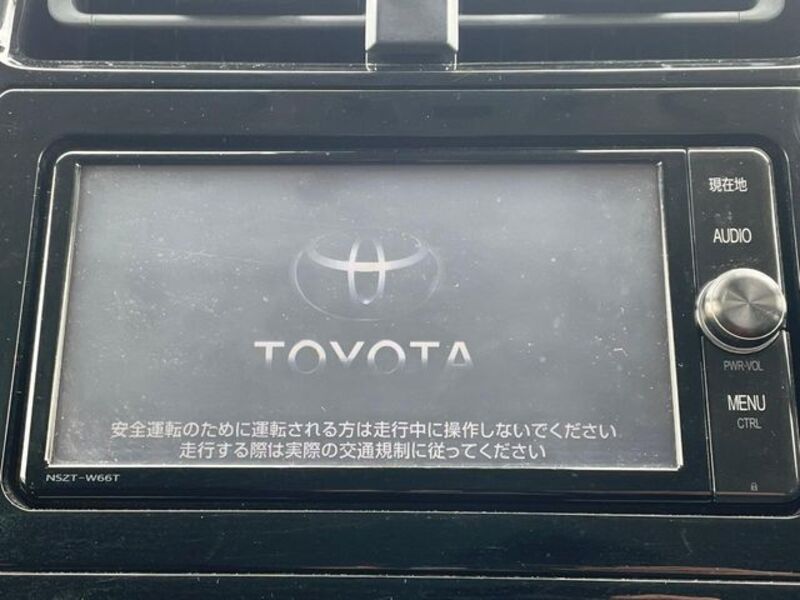 現在地
AUDIO
TOYOTA
PWR-VOL
MENU
CTRL
安全運転のために運転される方は走行中に操作しないでください
走行する際は実際の交通規制に従ってください
NSZT-W66T